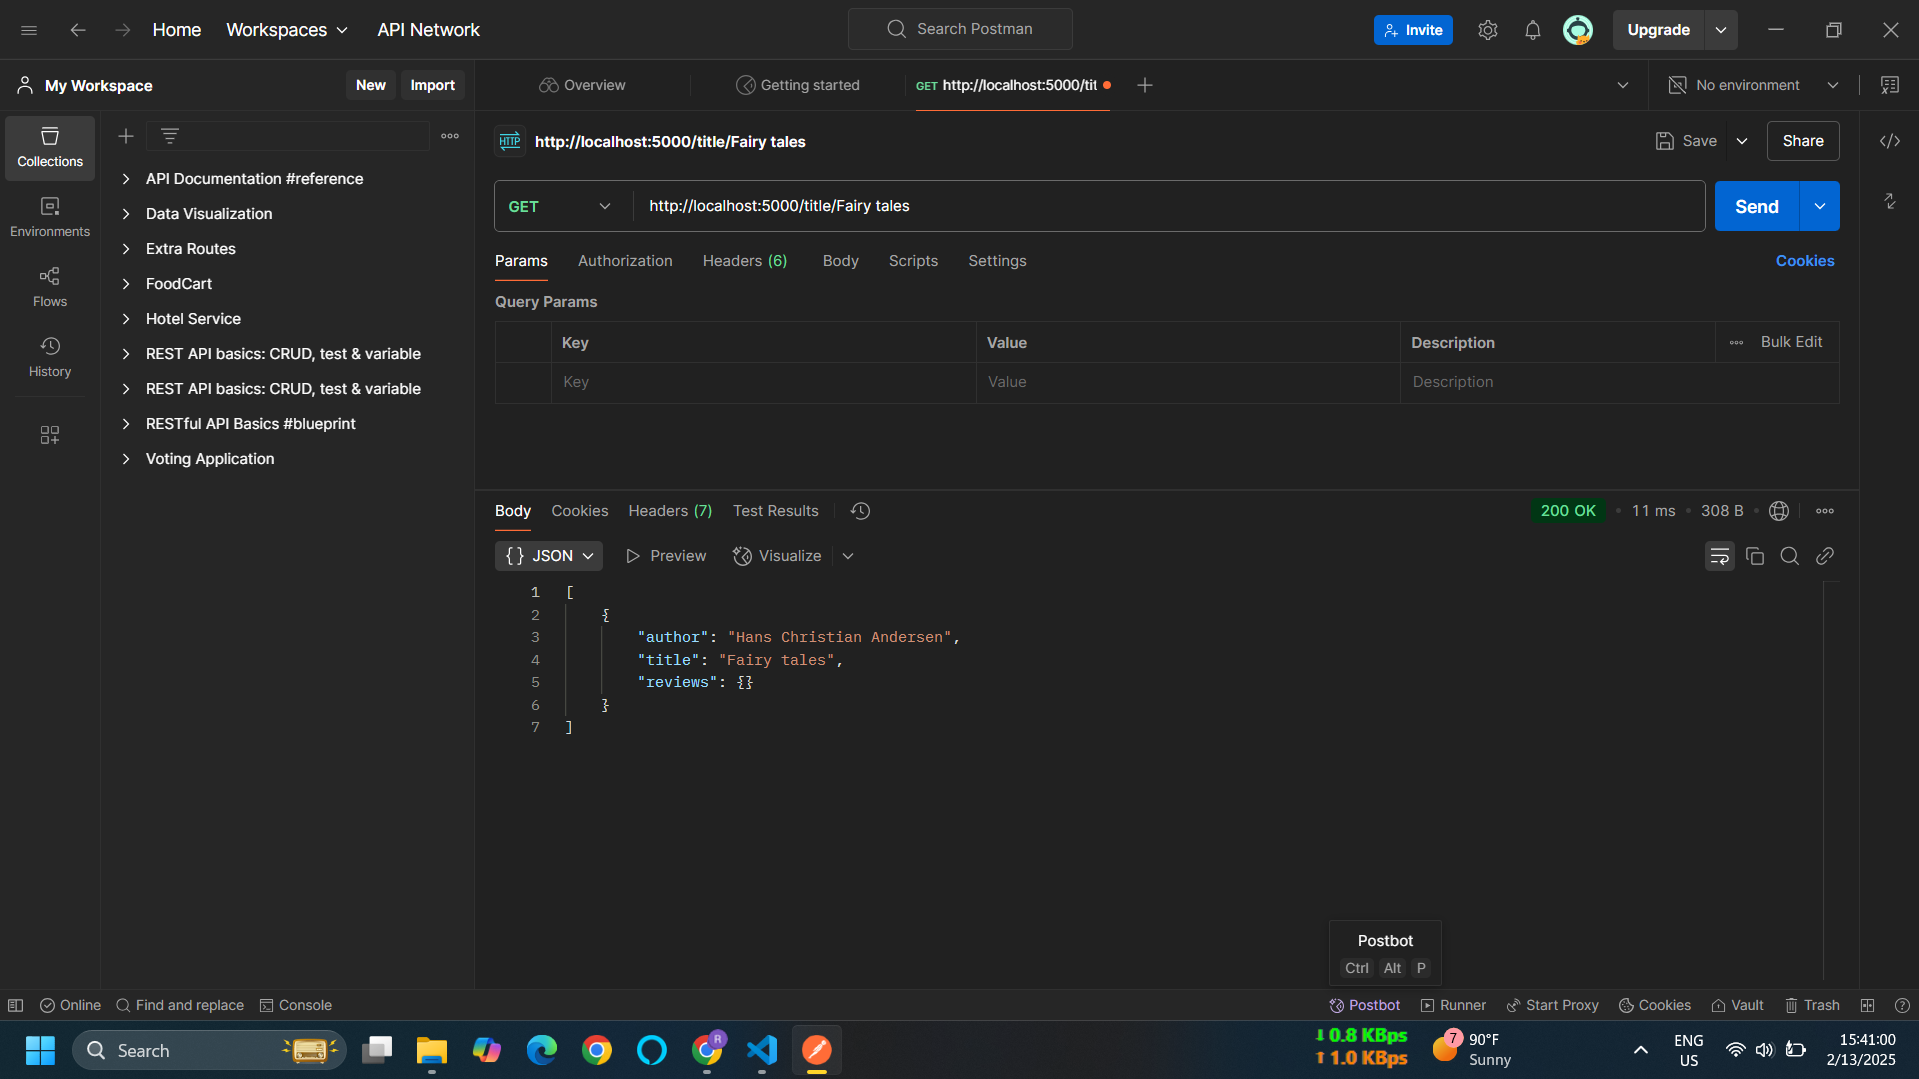 Home
Workspaces
API Network
Search Postman
Invite
Upgrade
My Workspace
New
Import
Overview
Getting started
GET http://localhost:5000/tit
No environment
Collections
Environments
Flows
History
API Documentation #reference
Data Visualization
Extra Routes
FoodCart
Hotel Service
REST API basics: CRUD, test & variable
REST API basics: CRUD, test & variable
RESTful API Basics #blueprint
Voting Application
HTTP
http://localhost:5000/title/Fairy tales
Save
Share
GET
http://localhost:5000/title/Fairy tales
Send
Params
Authorization
Headers (6)
Body
Scripts
Settings
Cookies
Query Params
Key
Value
Description
Bulk Edit
Key
Value
Description
Body
Cookies
Headers (7)
Test Results
200 OK
11 ms
308 B
{} JSON
Preview
Visualize
1 [
2 {
3 "author": "Hans Christian Andersen",
4 "title": "Fairy tales",
5 "reviews": {}
6 }
7 ]
Postbot
Ctrl Alt P
Online
Find and replace
Console
Postbot
Runner
Start Proxy
Cookies
Vault
Trash
Search
R
0.8 KBps
1.0 KBps
7
90°F
Sunny
ENG
US
15:41:00
2/13/2025